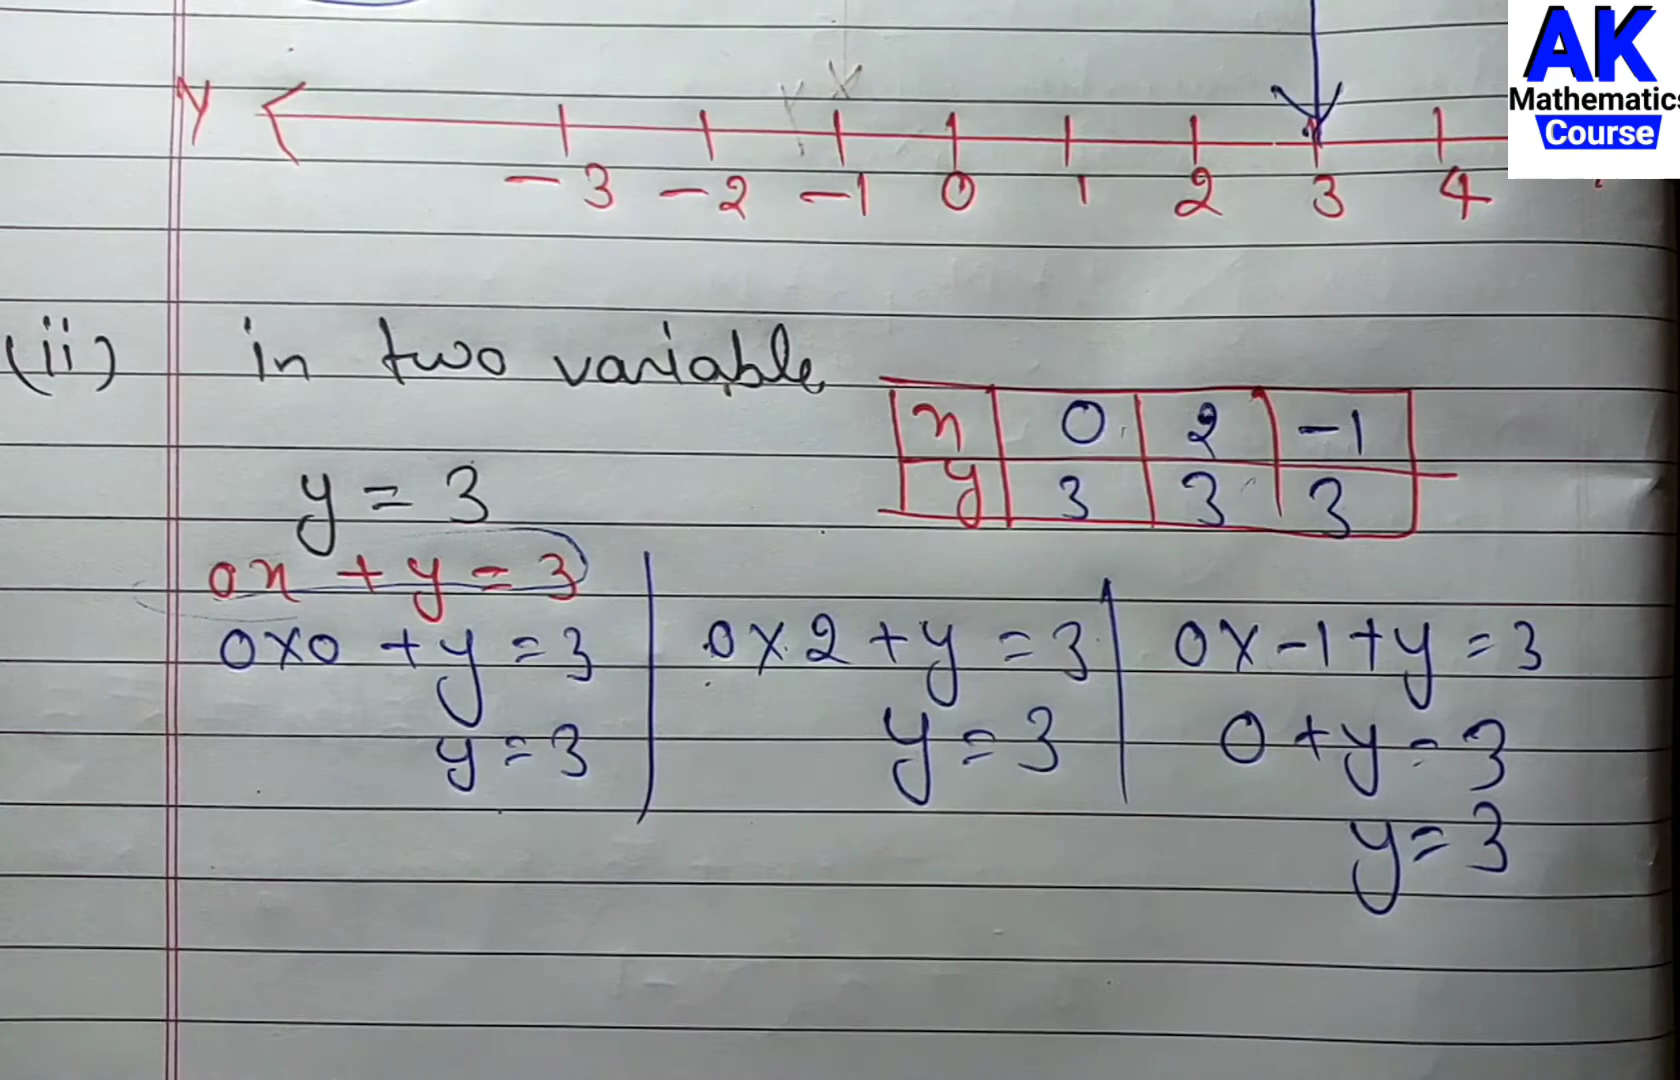 AK
Mathematics
Course
y
-3 -2 -1 0 1 2 3 4
(ii) in two variable
x 0 2 -1
y 3 3 3
y = 3
0x + y = 3
0×0 + y = 3
y = 3
0×2 + y = 3
y = 3
0×-1 + y = 3
0 + y = 3
y = 3